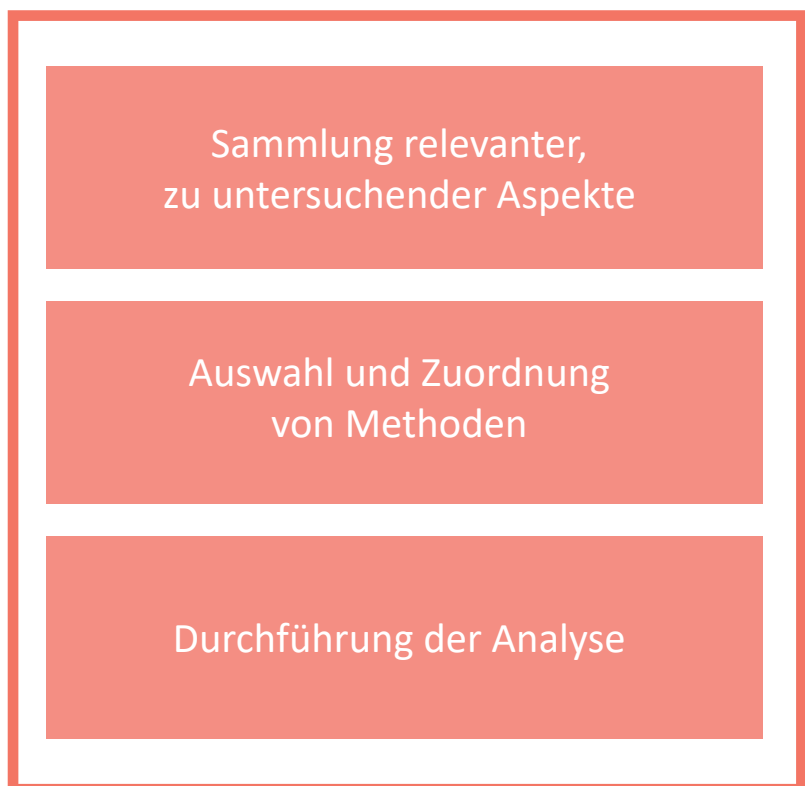 Sammlung relevanter,
zu untersuchender Aspekte
Auswahl und Zuordnung
von Methoden
Durchführung der Analyse